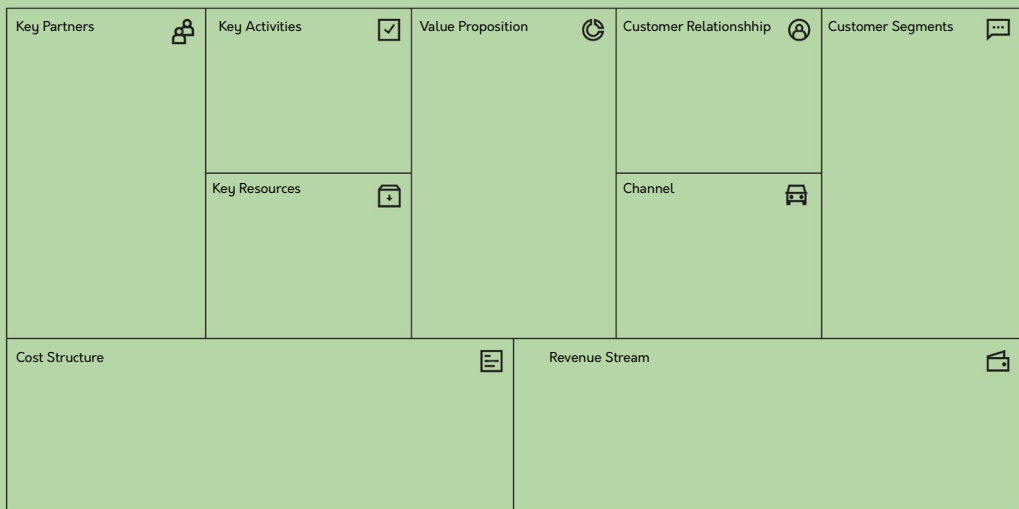 Key Partners
Key Activities
Value Proposition
Customer Relationshhip
Customer Segments
Key Resources
Channel
Cost Structure
Revenue Stream